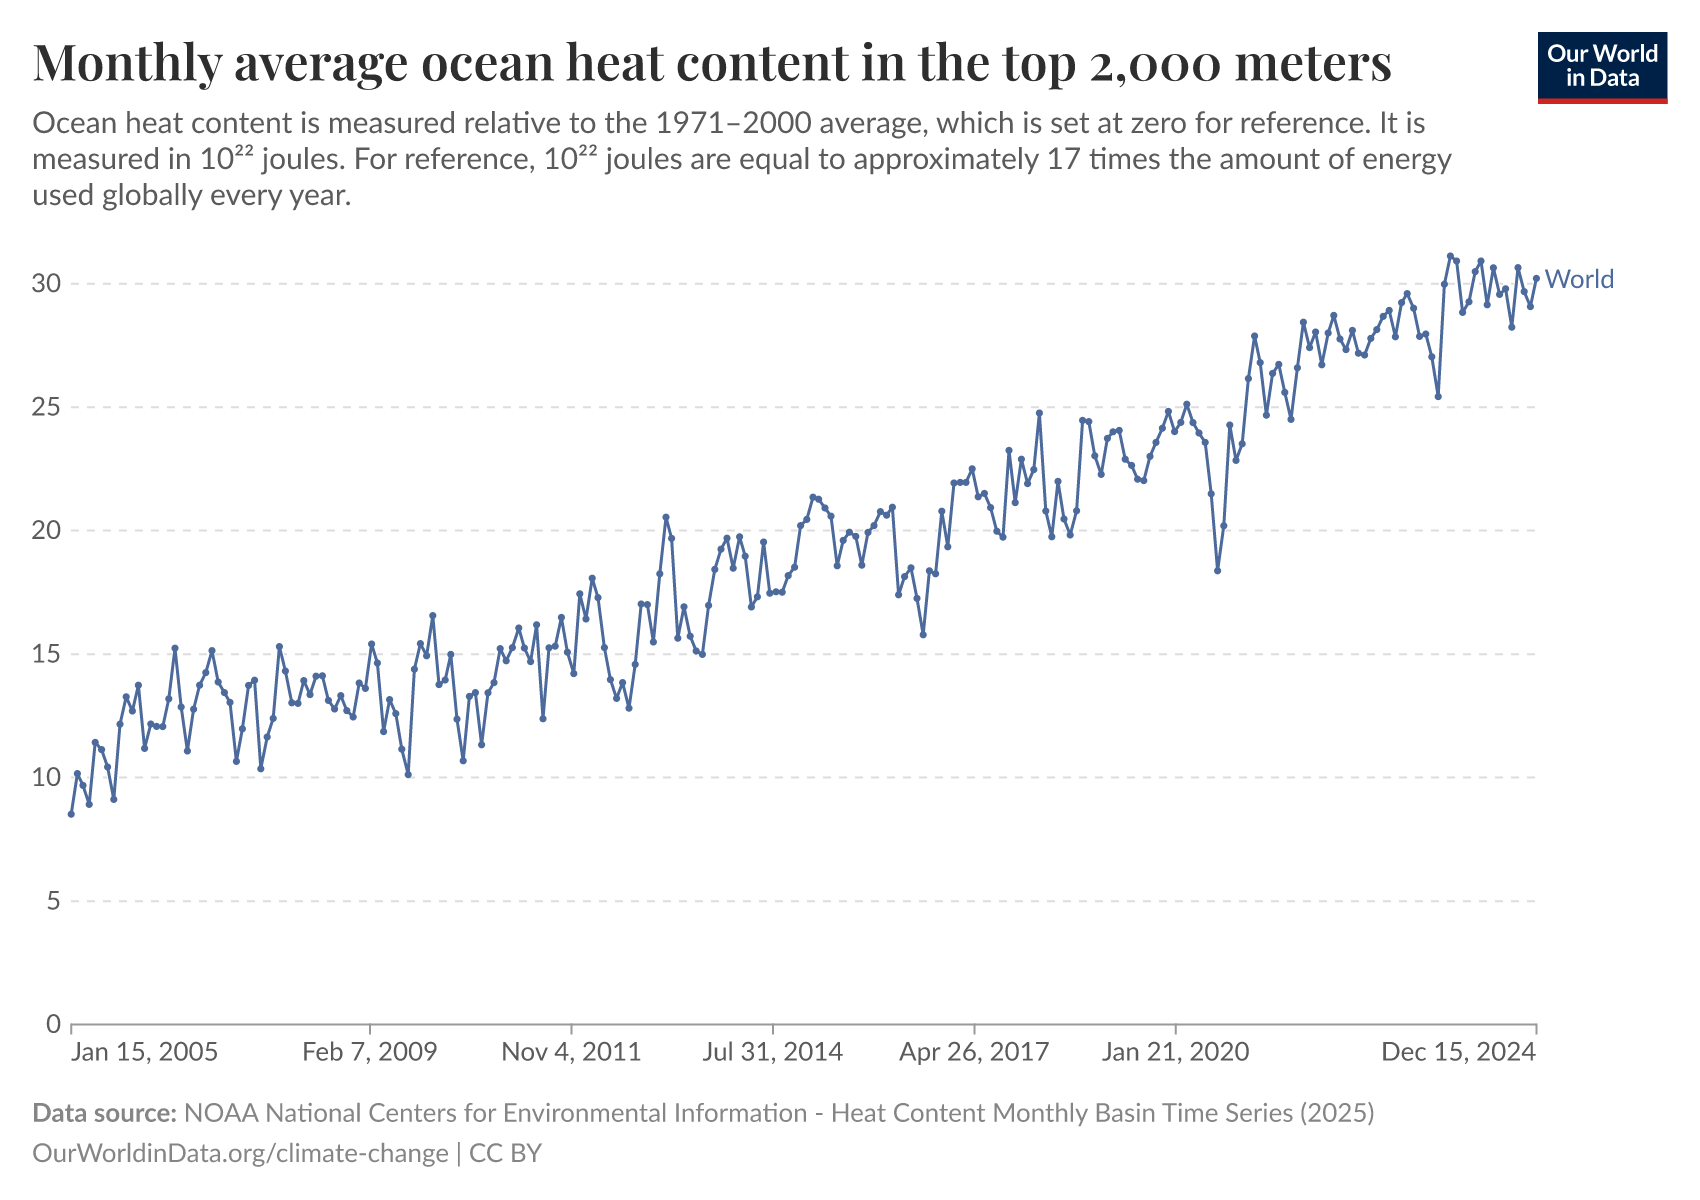 Monthly average ocean heat content in the top 2,000 meters
Our World
in Data
Ocean heat content is measured relative to the 1971–2000 average, which is set at zero for reference. It is
measured in 10²² joules. For reference, 10²² joules are equal to approximately 17 times the amount of energy
used globally every year.
30
World
25
20
15
10
5
0
Jan 15, 2005 Feb 7, 2009 Nov 4, 2011 Jul 31, 2014 Apr 26, 2017 Jan 21, 2020 Dec 15, 2024
Data source: NOAA National Centers for Environmental Information - Heat Content Monthly Basin Time Series (2025)
OurWorldinData.org/climate-change | CC BY